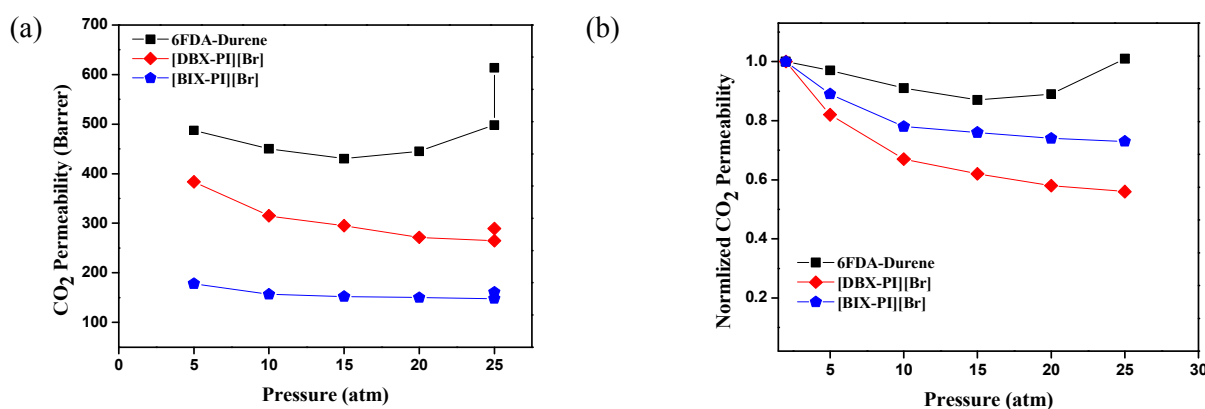 (a)
CO2 Permeability (Barrer)
700
600
500
400
300
200
100
0
5
10
15
20
25
Pressure (atm)
6FDA-Durene
[DBX-PI][Br]
[BIX-PI][Br]
(b)
Normlized CO2 Permeability
1.0
0.8
0.6
0.4
0.2
5
10
15
20
25
30
Pressure (atm)
6FDA-Durene
[DBX-PI][Br]
[BIX-PI][Br]